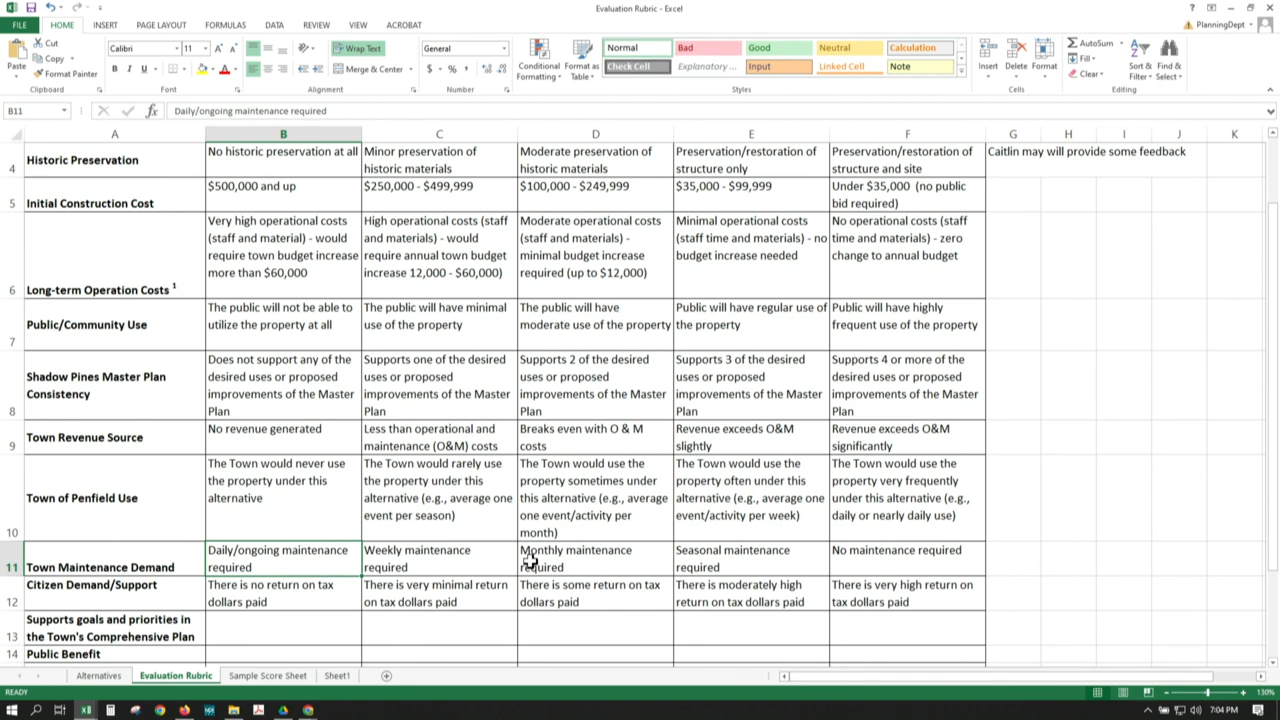 Evaluation Rubric - Excel
PlanningDept
FILE HOME INSERT PAGE LAYOUT FORMULAS DATA REVIEW VIEW ACROBAT
Paste
Cut
Copy
Format Painter
Clipboard
Calibri 11
B I U
Font
Wrap Text
Merge & Center
Alignment
General
$ % ,
Number
Conditional Formatting
Format as Table
Normal Bad Good Neutral Calculation
Check Cell Explanatory ... Input Linked Cell Note
Styles
Insert Delete Format
Cells
AutoSum
Fill
Clear
Sort & Filter
Find & Select
Editing
B11 fx Daily/ongoing maintenance required
A B C D E F G H I J K
4
Historic Preservation
No historic preservation at all
Minor preservation of
historic materials
Moderate preservation of
historic materials
Preservation/restoration of
structure only
Preservation/restoration of
structure and site
Caitlin may will provide some feedback
5
Initial Construction Cost
$500,000 and up
$250,000 - $499,999
$100,000 - $249,999
$35,000 - $99,999
Under $35,000 (no public
bid required)
6
Long-term Operation Costs 1
Very high operational costs
(staff and material) - would
require town budget increase
more than $60,000
High operational costs (staff
and materials) - would
require annual town budget
increase 12,000 - $60,000)
Moderate operational costs
(staff and materials) -
minimal budget increase
required (up to $12,000)
Minimal operational costs
(staff time and materials) - no
budget increase needed
No operational costs (staff
time and materials) - zero
change to annual budget
7
Public/Community Use
The public will not be able to
utilize the property at all
The public will have minimal
use of the property
The public will have
moderate use of the property
Public will have regular use of
the property
Public will have highly
frequent use of the property
8
Shadow Pines Master Plan
Consistency
Does not support any of the
desired uses or proposed
improvements of the Master
Plan
Supports one of the desired
uses or proposed
improvements of the Master
Plan
Supports 2 of the desired
uses or proposed
improvements of the Master
Plan
Supports 3 of the desired
uses or proposed
improvements of the Master
Plan
Supports 4 or more of the
desired uses or proposed
improvements of the Master
Plan
9
Town Revenue Source
No revenue generated
Less than operational and
maintenance (O&M) costs
Breaks even with O & M
costs
Revenue exceeds O&M
slightly
Revenue exceeds O&M
significantly
10
Town of Penfield Use
The Town would never use
the property under this
alternative
The Town would rarely use
the property under this
alternative (e.g., average one
event per season)
The Town would use the
property sometimes under
this alternative (e.g., average
one event/activity per
month)
The Town would use the
property often under this
alternative (e.g., average one
event/activity per week)
The Town would use the
property very frequently
under this alternative (e.g.,
daily or nearly daily use)
11
Town Maintenance Demand
Daily/ongoing maintenance
required
Weekly maintenance
required
Monthly maintenance
required
Seasonal maintenance
required
No maintenance required
12
Citizen Demand/Support
There is no return on tax
dollars paid
There is very minimal return
on tax dollars paid
There is some return on tax
dollars paid
There is moderately high
return on tax dollars paid
There is very high return on
tax dollars paid
13
Supports goals and priorities in
the Town's Comprehensive Plan
14
Public Benefit
Alternatives Evaluation Rubric Sample Score Sheet Sheet1
READY 130%
7:04 PM